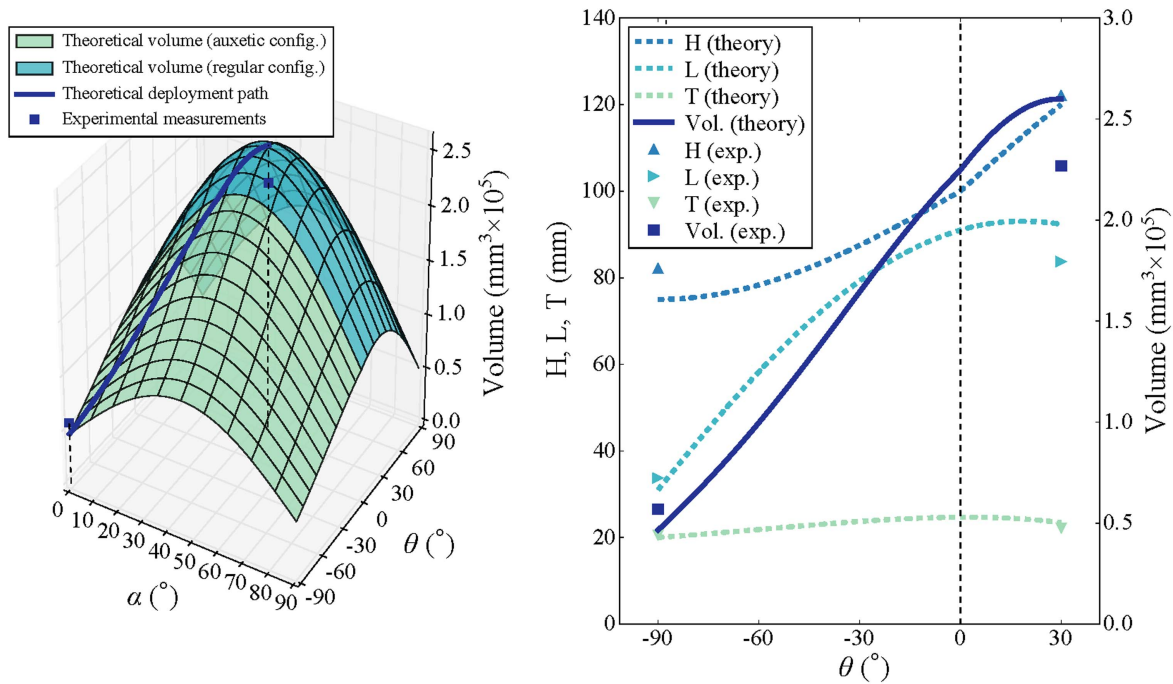 Theoretical volume (auxetic config.)
Theoretical volume (regular config.)
Theoretical deployment path
Experimental measurements
2.5
2.0
1.5
1.0
0.5
0.0
Volume (mm³×10⁵)
90
60
30
0
-30
-60
-90
θ (°)
0
10
20
30
40
50
60
70
80
90
α (°)
140
120
100
80
60
40
20
0
H, L, T (mm)
H (theory)
L (theory)
T (theory)
Vol. (theory)
H (exp.)
L (exp.)
T (exp.)
Vol. (exp.)
3.0
2.5
2.0
1.5
1.0
0.5
0.0
Volume (mm³×10⁵)
-90 -30 0 30
θ (°)